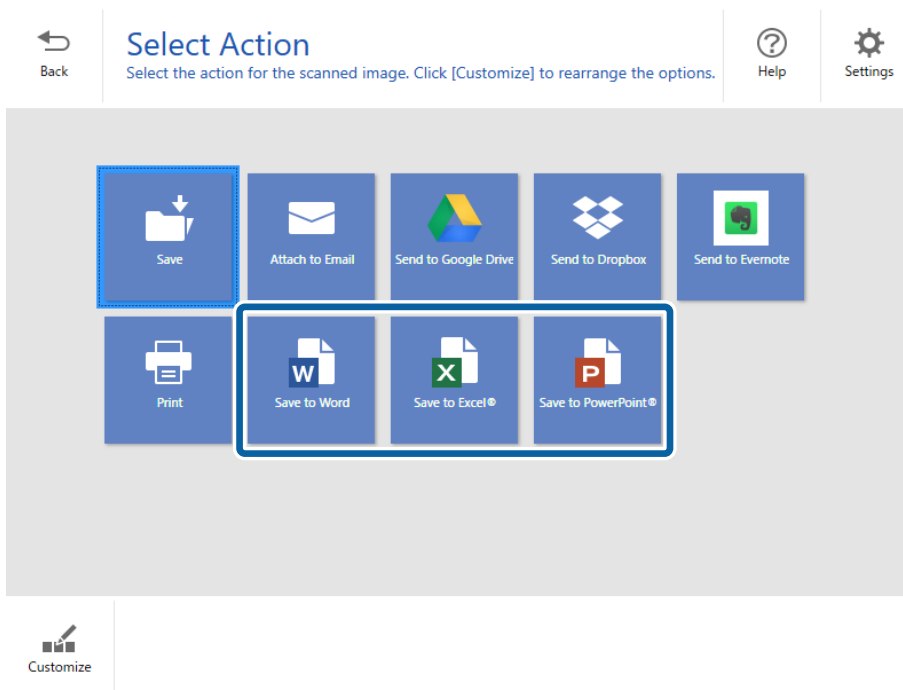 Back
Select Action
Select the action for the scanned image. Click [Customize] to rearrange the options.
Help
Settings
Save
Attach to Email
Send to Google Drive
Send to Dropbox
Send to Evernote
Print
W
Save to Word
X
Save to Excel®
P
Save to PowerPoint®
Customize